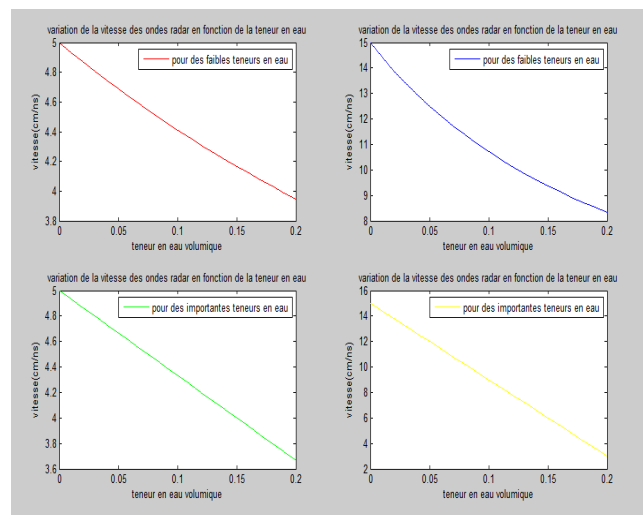 variation de la vitesse des ondes radar en fonction de la teneur en eau
pour des faibles teneurs en eau
vitesse(cm/ns)
5
4.8
4.6
4.4
4.2
4
3.8
0 0.05 0.1 0.15 0.2
teneur en eau volumique
variation de la vitesse des ondes radar en fonction de la teneur en eau
pour des faibles teneurs en eau
vitesse(cm/ns)
15
14
13
12
11
10
9
8
0 0.05 0.1 0.15 0.2
teneur en eau volumique
variation de la vitesse des ondes radar en fonction de la teneur en eau
pour des importantes teneurs en eau
vitesse(cm/ns)
5
4.8
4.6
4.4
4.2
4
3.8
3.6
0 0.05 0.1 0.15 0.2
teneur en eau volumique
variation de la vitesse des ondes radar en fonction de la teneur en eau
pour des importantes teneurs en eau
vitesse(cm/ns)
16
14
12
10
8
6
4
2
0 0.05 0.1 0.15 0.2
teneur en eau volumique